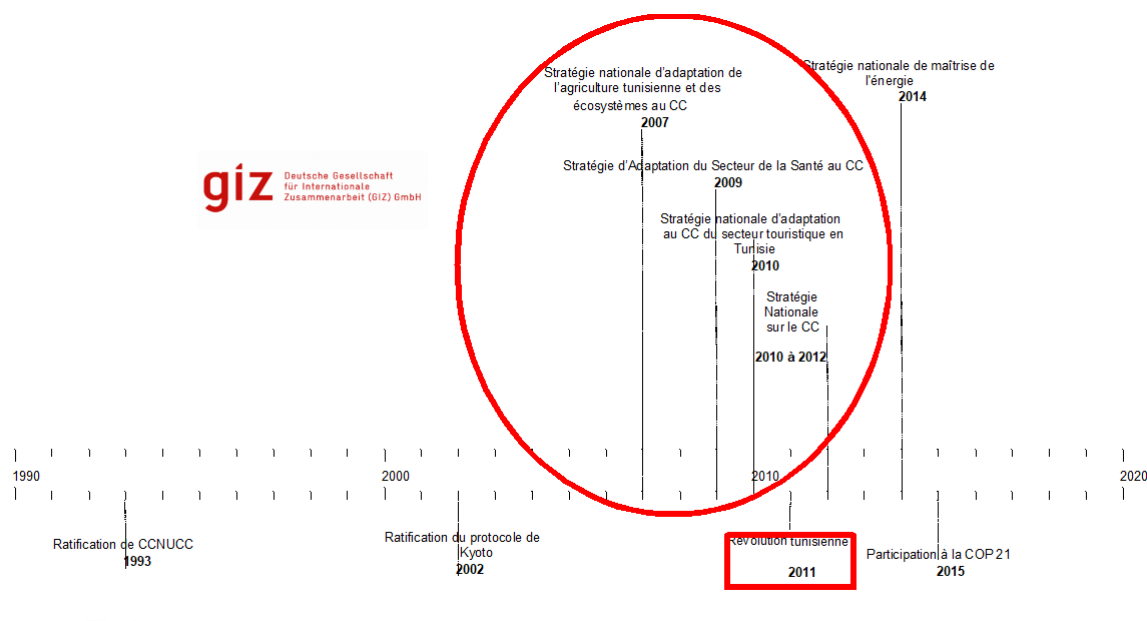 Stratégie nationale de maîtrise de
l'énergie
2014
Stratégie nationale d'adaptation de
l'agriculture tunisienne et des
écosystèmes au CC
2007
Stratégie d'Adaptation du Secteur de la Santé au CC
2009
giz
Deutsche Gesellschaft
für Internationale
Zusammenarbeit (GIZ) GmbH
Stratégie nationale d'adaptation
au CC du secteur touristique en
Tunisie
2010
Stratégie
Nationale
sur le CC
2010 à 2012
1990 2000 2010 2020
Ratification de CCNUCC
1993
Ratification du protocole de
Kyoto
2002
Révolution tunisienne
2011
Participation à la COP21
2015